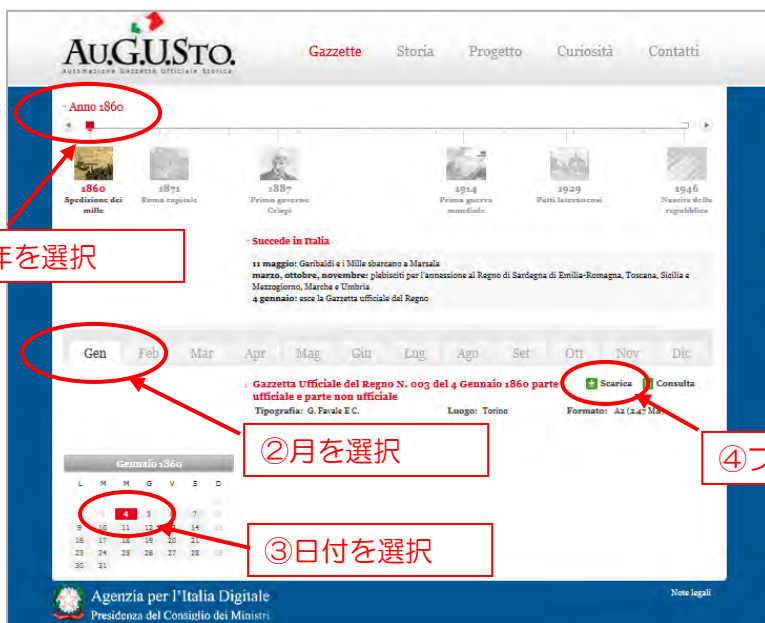 AU.G.U.STO.
Automazione Gazzetta Ufficiale Storica
Gazzette Storia Progetto Curiosità Contatti
Anno 1860
1860 1871 1887 1914 1929 1946
Spedizione dei mille
Roma capitale
Primo governo Crispi
Prima guerra mondiale
Patti lateranensi
Nascita della repubblica
年を選択
Succede in Italia
11 maggio: Garibaldi e i Mille sbarcano a Marsala
marzo, ottobre, novembre: plebisciti per l'annessione al Regno di Sardegna di Emilia-Romagna, Toscana, Sicilia e
Mezzogiorno, Marche e Umbria
4 gennaio: esce la Gazzetta ufficiale del Regno
Gen Feb Mar Apr Mag Giu Lug Ago Set Ott Nov Dic
Gazzetta Ufficiale del Regno N. 003 del 4 Gennaio 1860 parte
ufficiale e parte non ufficiale
Scarica Consulta
Tipografia: G. Favale E C. Luogo: Torino Formato: A2 (2.47 MB)
②月を選択
④
Gennaio 1860
L M M G V S D
4 5 7
9 10 11 12 14
16 17 18 19 20 21
23 24 25 26 27 28
30 31
③日付を選択
Agenzia per l'Italia Digitale
Presidenza del Consiglio dei Ministri
Note legali